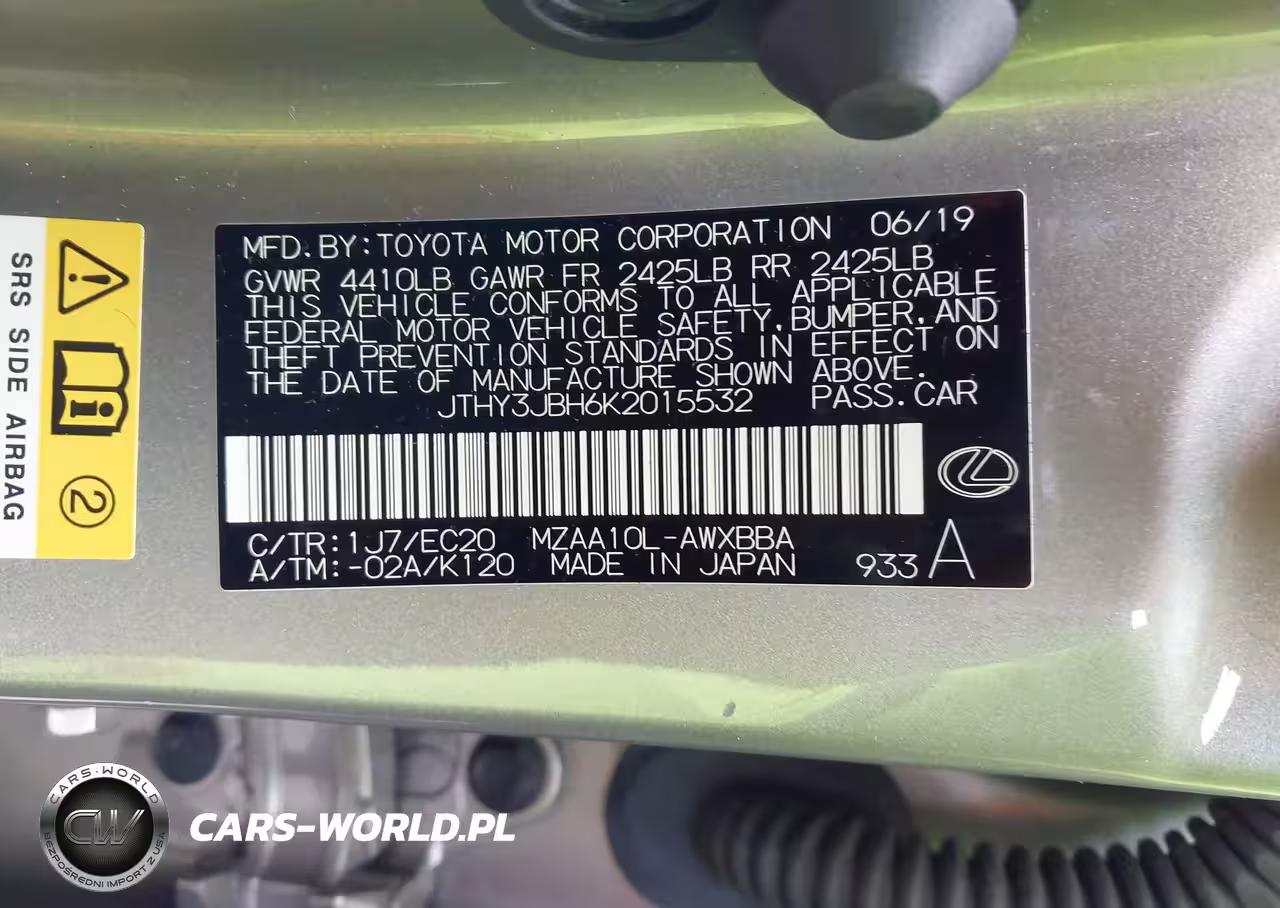 MFD. BY: TOYOTA MOTOR CORPORATION 06/19
GVWR 4410LB GAWR FR 2425LB RR 2425LB
THIS VEHICLE CONFORMS TO ALL APPLICABLE
FEDERAL MOTOR VEHICLE SAFETY, BUMPER, AND
THEFT PREVENTION STANDARDS IN EFFECT ON
THE DATE OF MANUFACTURE SHOWN ABOVE.
JTHY3JBH6K2015532 PASS. CAR
C/TR: 1J7/EC20 MZAA10L-AWXBBA
A/TM: -02A/K120 MADE IN JAPAN 933 A
SRS SIDE AIRBAG
2
CARS-WORLD
CW
BEZPOŚREDNI IMPORT Z USA
CARS-WORLD.PL